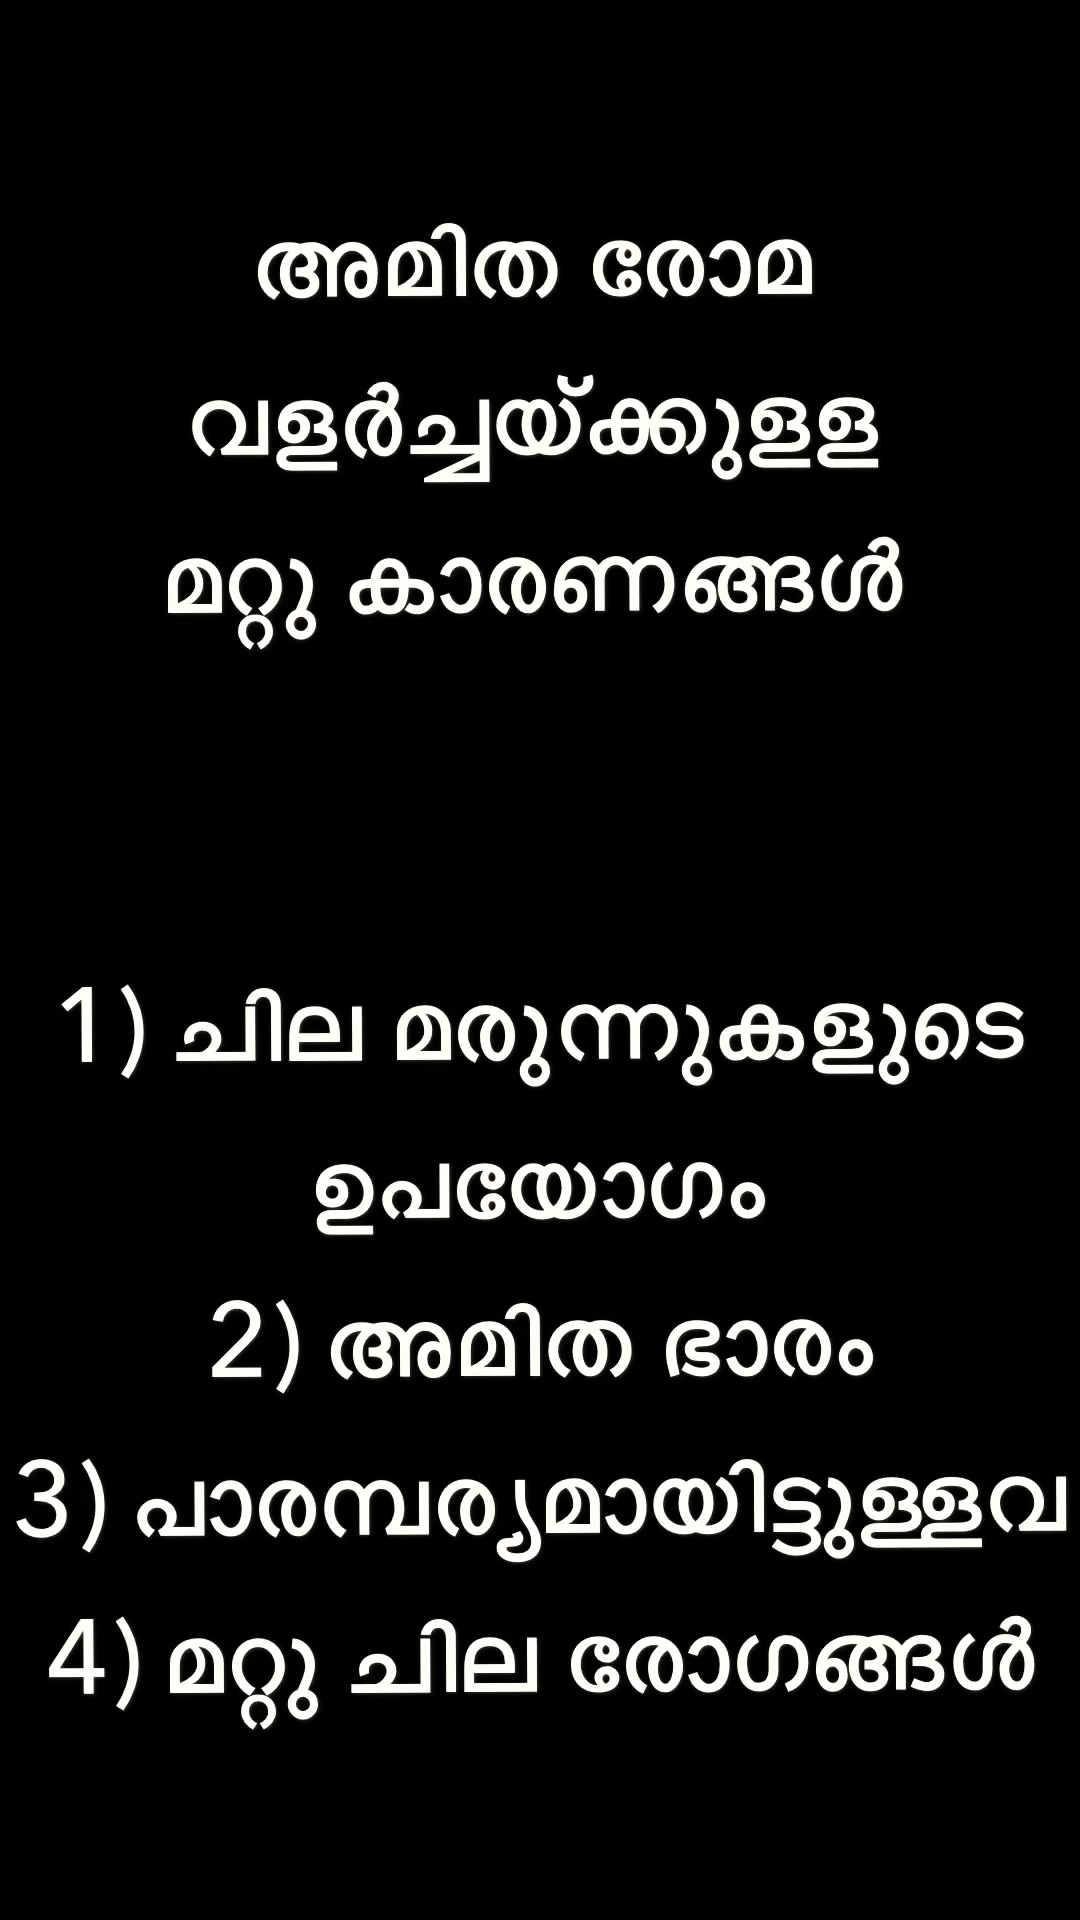 അമിത രോമ
വളർച്ചയ്ക്കുളള
മറ്റു കാരണങ്ങൾ
1) ചില മരുന്നുകളുടെ
ഉപയോഗം
2) അമിത ഭാരം
3) പാരമ്പര്യമായിട്ടുള്ളവ
4) മറ്റു ചില രോഗങ്ങൾ